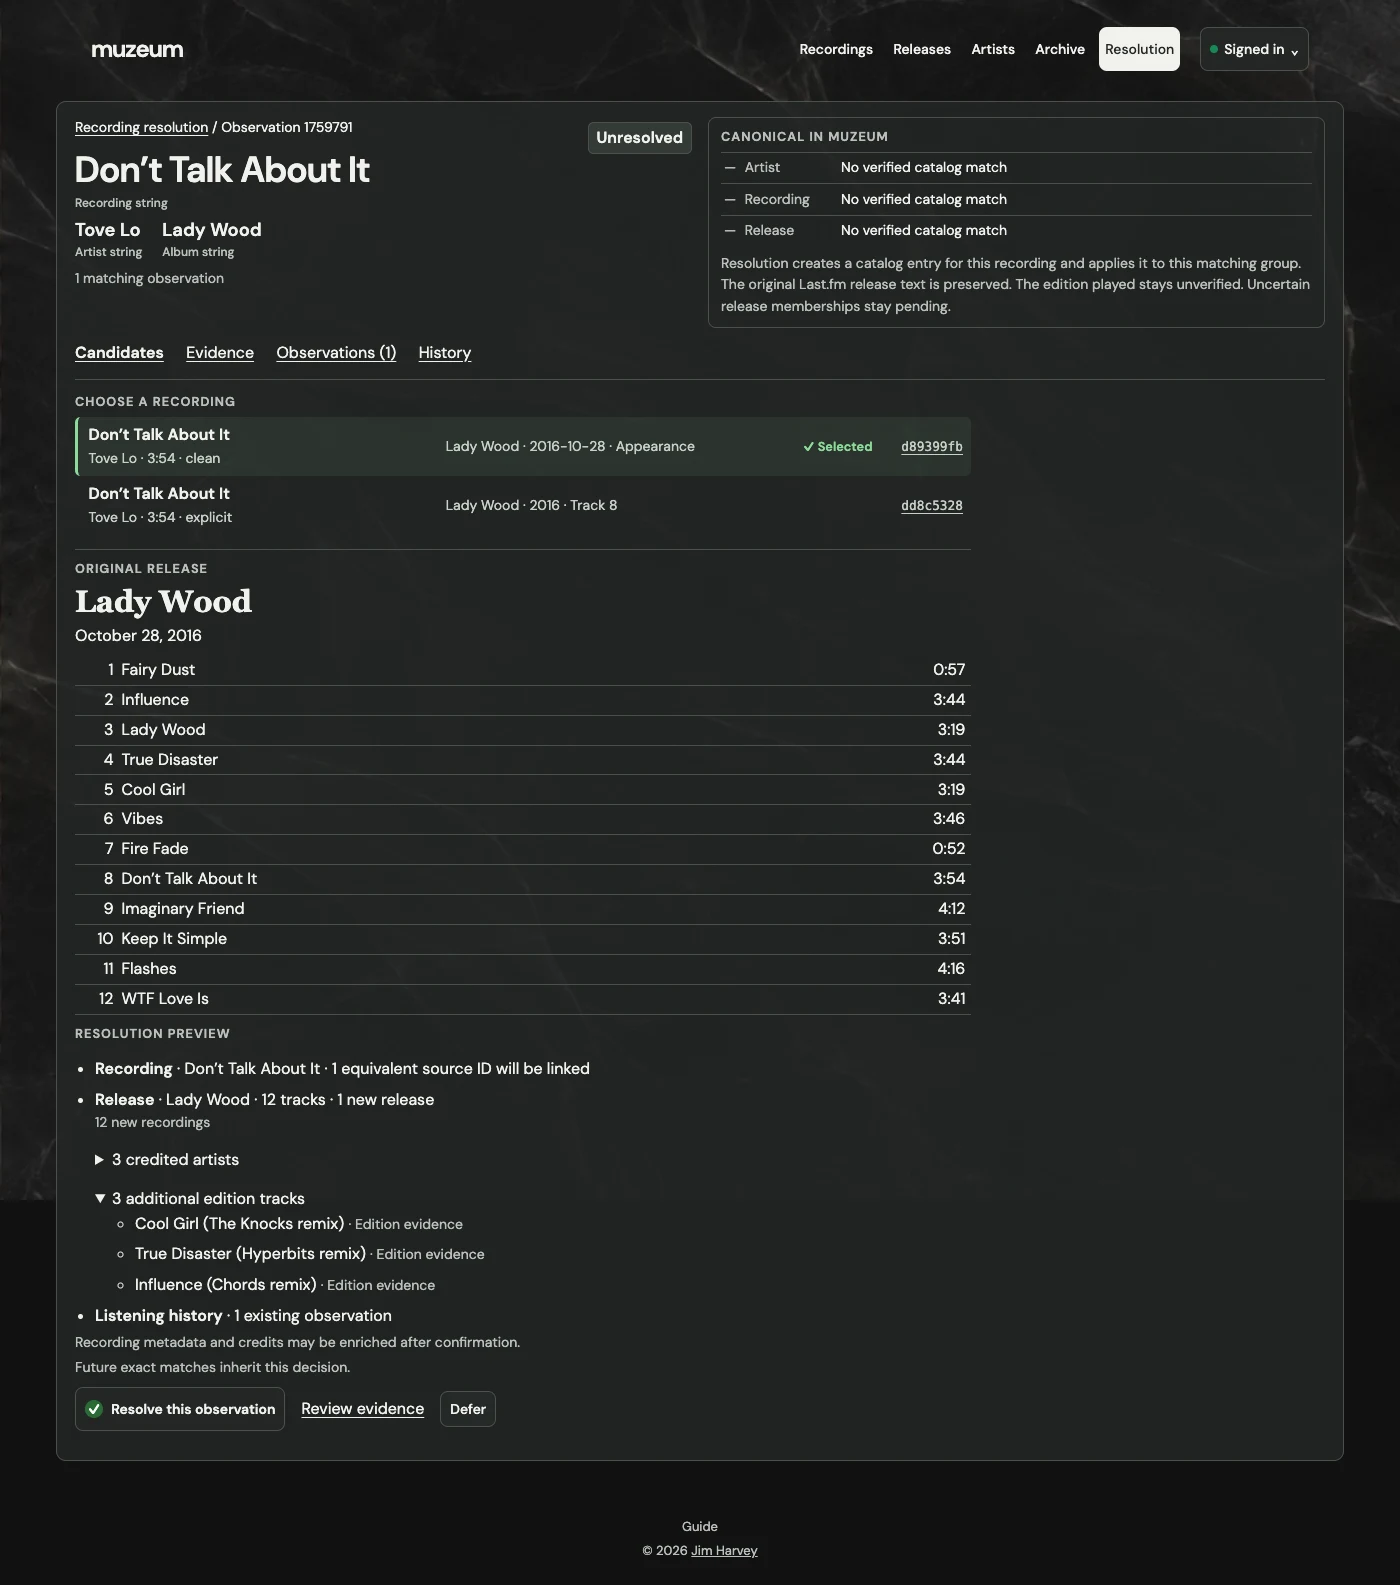 muzeum
Recordings Releases Artists Archive Resolution Signed in
Recording resolution / Observation 1759791
Unresolved
Don’t Talk About It
Recording string
Tove Lo Lady Wood
Artist string Album string
1 matching observation
CANONICAL IN MUZEUM
— Artist No verified catalog match
— Recording No verified catalog match
— Release No verified catalog match
Resolution creates a catalog entry for this recording and applies it to this matching group.
The original Last.fm release text is preserved. The edition played stays unverified. Uncertain
release memberships stay pending.
Candidates Evidence Observations (1) History
CHOOSE A RECORDING
Don’t Talk About It
Tove Lo · 3:54 · clean
Lady Wood · 2016-10-28 · Appearance
✓ Selected
d89399fb
Don’t Talk About It
Tove Lo · 3:54 · explicit
Lady Wood · 2016 · Track 8
dd8c5328
ORIGINAL RELEASE
Lady Wood
October 28, 2016
1 Fairy Dust 0:57
2 Influence 3:44
3 Lady Wood 3:19
4 True Disaster 3:44
5 Cool Girl 3:19
6 Vibes 3:46
7 Fire Fade 0:52
8 Don’t Talk About It 3:54
9 Imaginary Friend 4:12
10 Keep It Simple 3:51
11 Flashes 4:16
12 WTF Love Is 3:41
RESOLUTION PREVIEW
• Recording · Don’t Talk About It · 1 equivalent source ID will be linked
• Release · Lady Wood · 12 tracks · 1 new release
12 new recordings
▶ 3 credited artists
▼ 3 additional edition tracks
◦ Cool Girl (The Knocks remix) · Edition evidence
◦ True Disaster (Hyperbits remix) · Edition evidence
◦ Influence (Chords remix) · Edition evidence
• Listening history · 1 existing observation
Recording metadata and credits may be enriched after confirmation.
Future exact matches inherit this decision.
Resolve this observation Review evidence Defer
Guide
© 2026 Jim Harvey